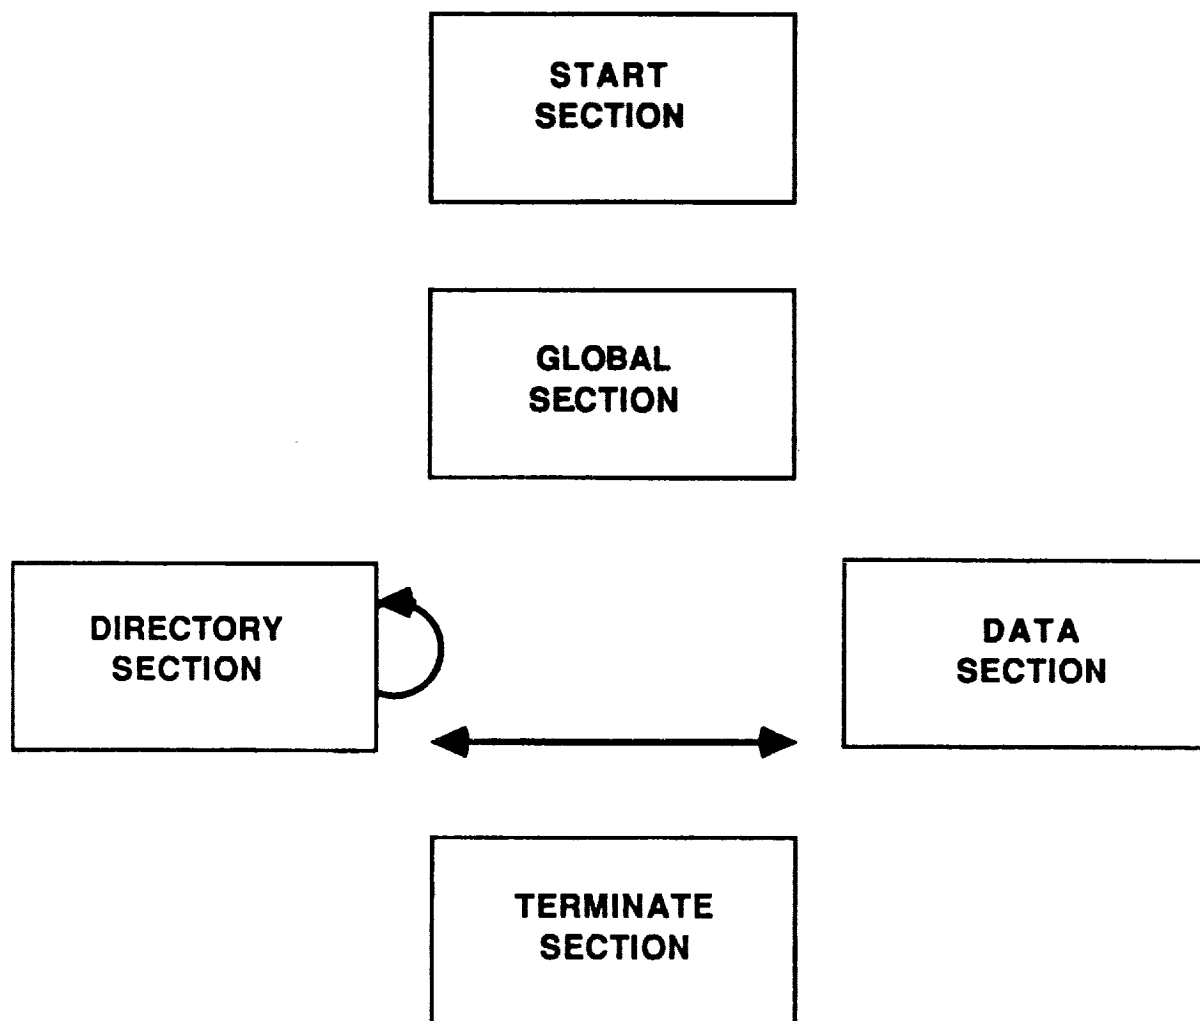 START
SECTION
GLOBAL
SECTION
DIRECTORY
SECTION
DATA
SECTION
TERMINATE
SECTION